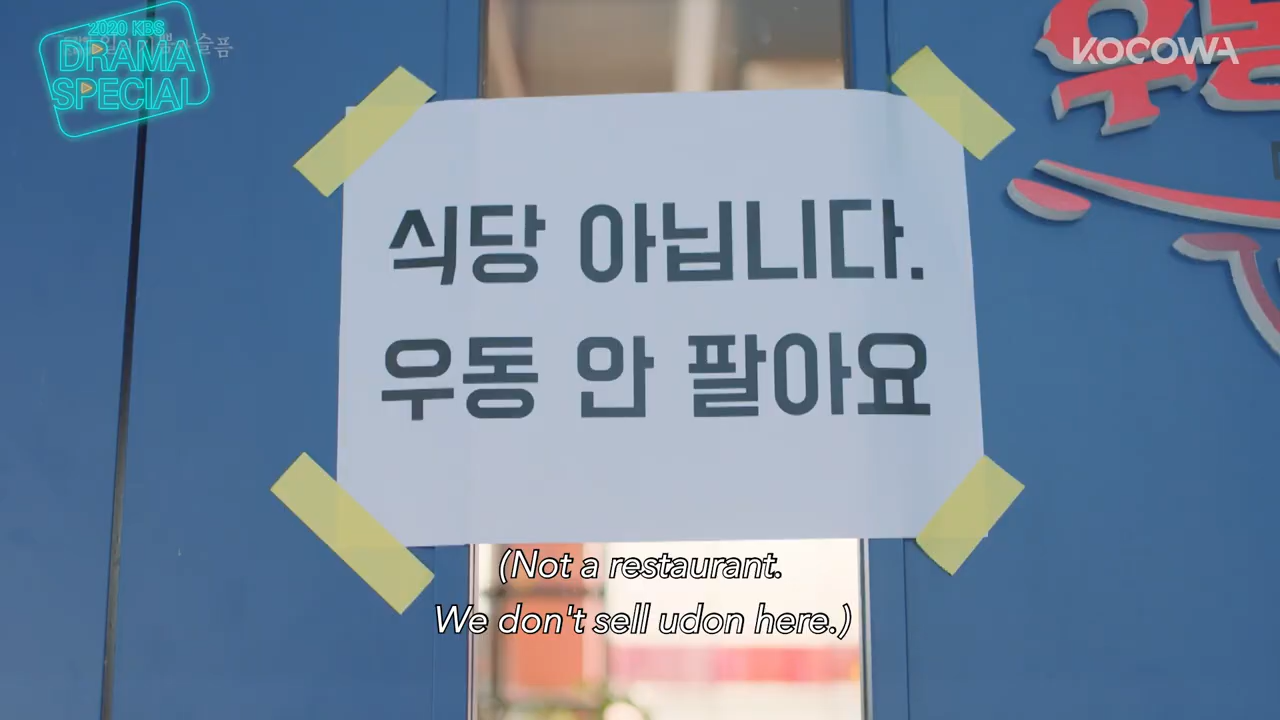 2020 KBS
DRAMA
SPECIAL
KOCOWA
식당 아닙니다.
우동 안 팔아요
(Not a restaurant.
We don't sell udon here.)